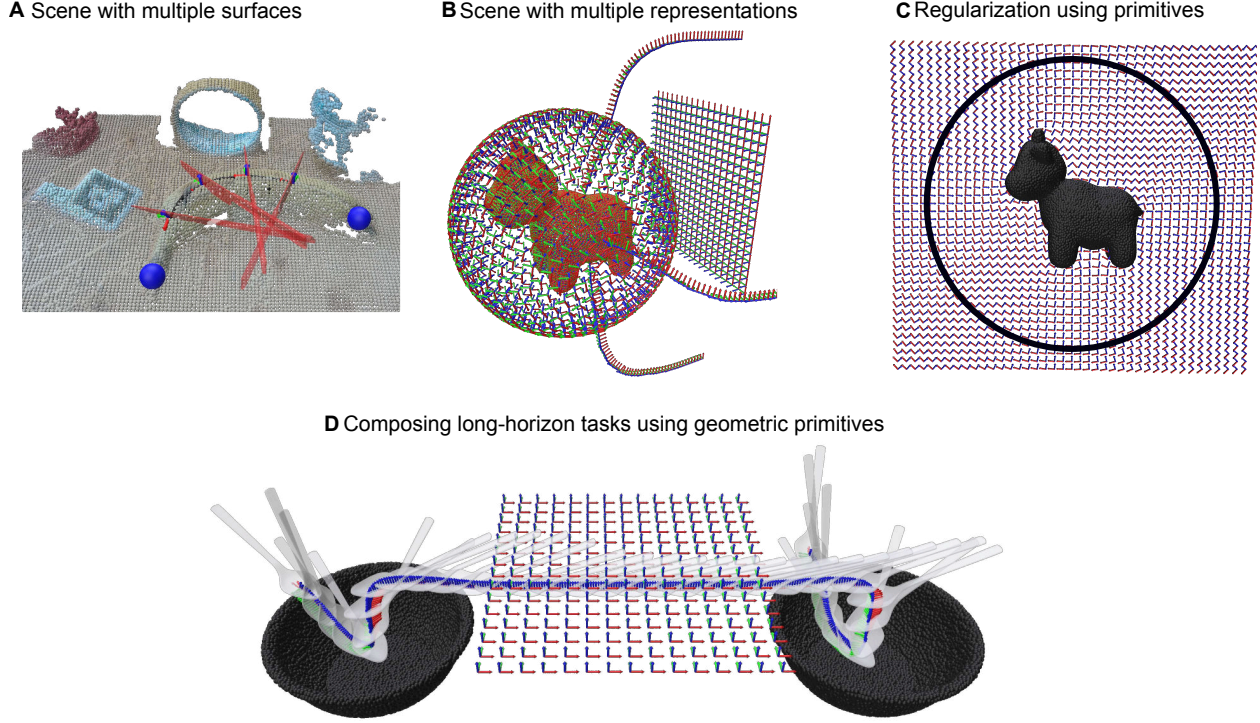 A Scene with multiple surfaces
B Scene with multiple representations
C Regularization using primitives
D Composing long-horizon tasks using geometric primitives